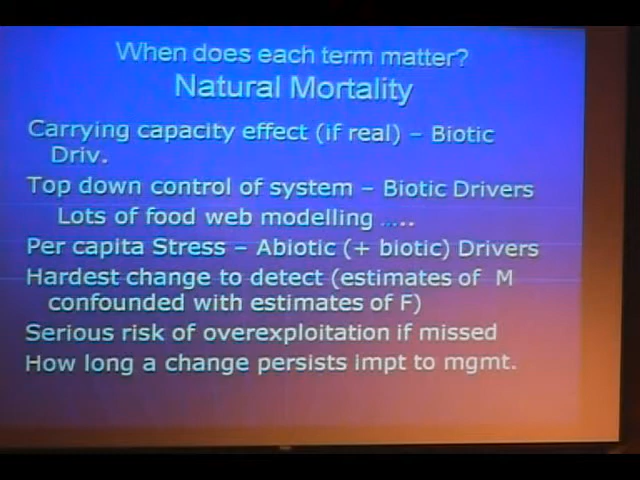 When does each term matter?
Natural Mortality
Carrying capacity effect (if real) – Biotic
Driv.
Top down control of system – Biotic Drivers
Lots of food web modelling .....
Per capita Stress – Abiotic (+ biotic) Drivers
Hardest change to detect (estimates of M
confounded with estimates of F)
Serious risk of overexploitation if missed
How long a change persists impt to mgmt.